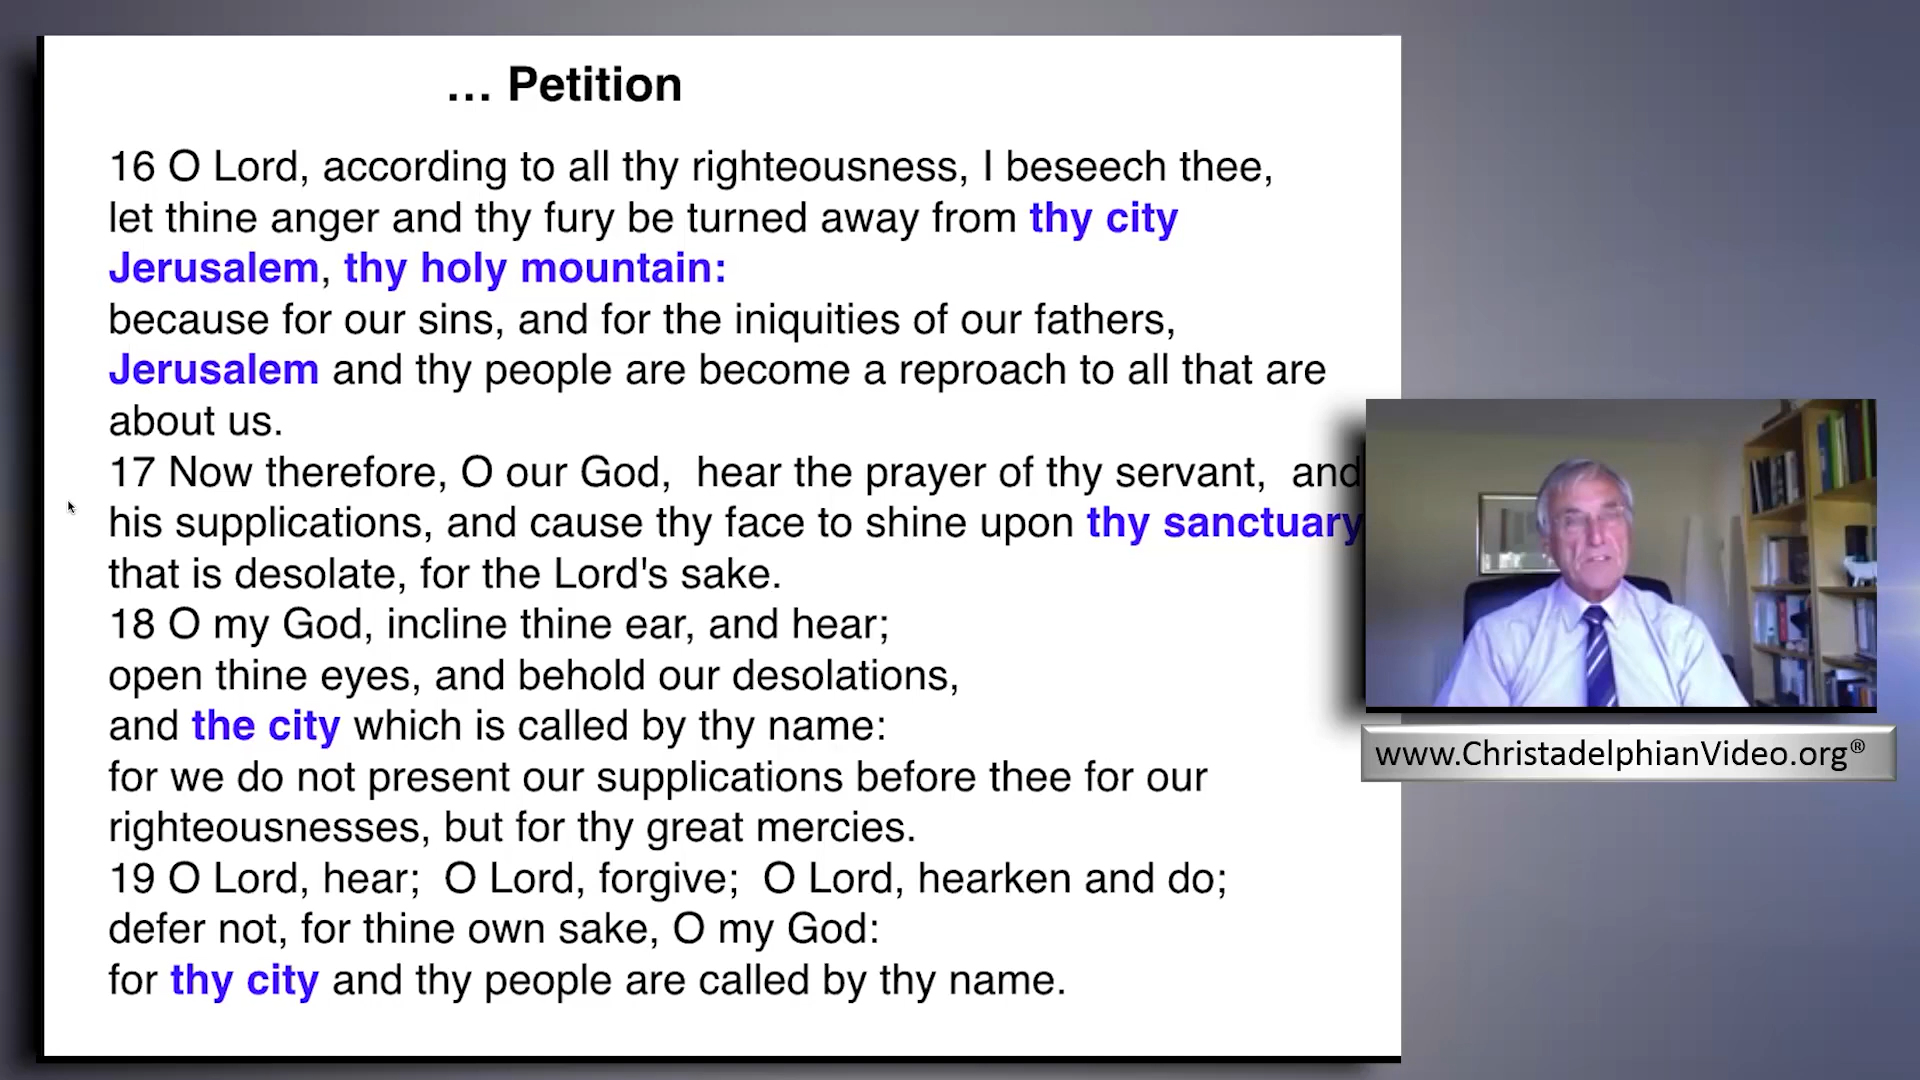 … Petition
16 O Lord, according to all thy righteousness, I beseech thee,
let thine anger and thy fury be turned away from thy city
Jerusalem, thy holy mountain:
because for our sins, and for the iniquities of our fathers,
Jerusalem and thy people are become a reproach to all that are
about us.
17 Now therefore, O our God,  hear the prayer of thy servant,  and
his supplications, and cause thy face to shine upon thy sanctuary
that is desolate, for the Lord's sake.
18 O my God, incline thine ear, and hear;
open thine eyes, and behold our desolations,
and the city which is called by thy name:
for we do not present our supplications before thee for our
righteousnesses, but for thy great mercies.
19 O Lord, hear;  O Lord, forgive;  O Lord, hearken and do;
defer not, for thine own sake, O my God:
for thy city and thy people are called by thy name.
www.ChristadelphianVideo.org®